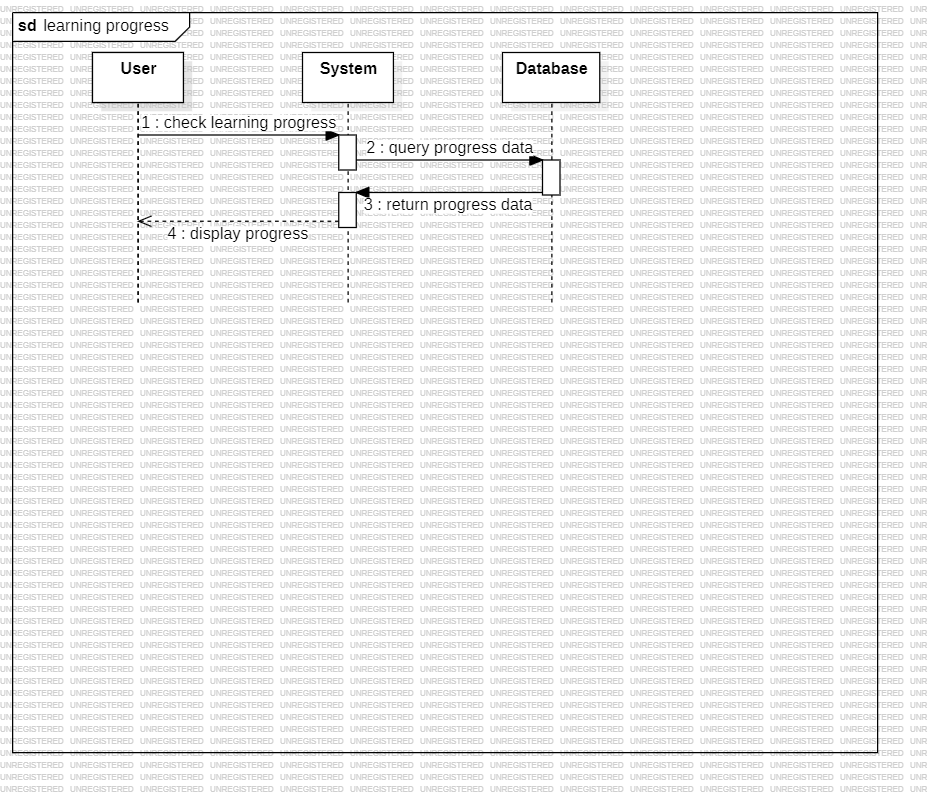 sd learning progress
User
System
Database
1 : check learning progress
2 : query progress data
3 : return progress data
4 : display progress
UNREGISTERED